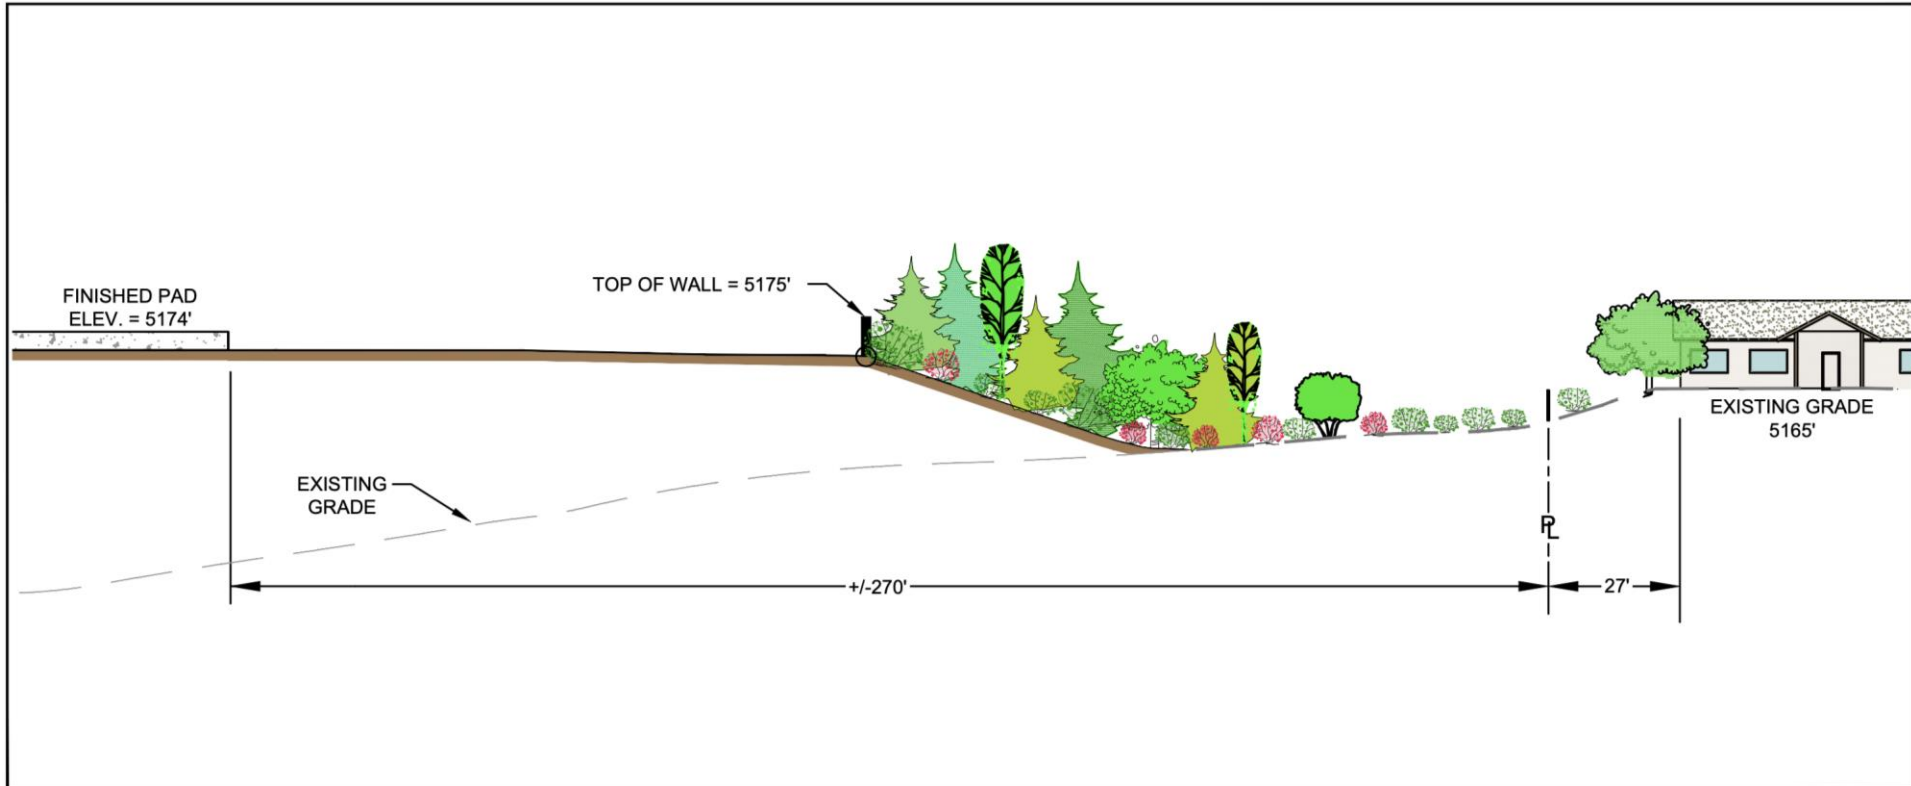 FINISHED PAD
ELEV. = 5174'
TOP OF WALL = 5175'
EXISTING GRADE
5165'
EXISTING
GRADE
PL
+/-270'
27'